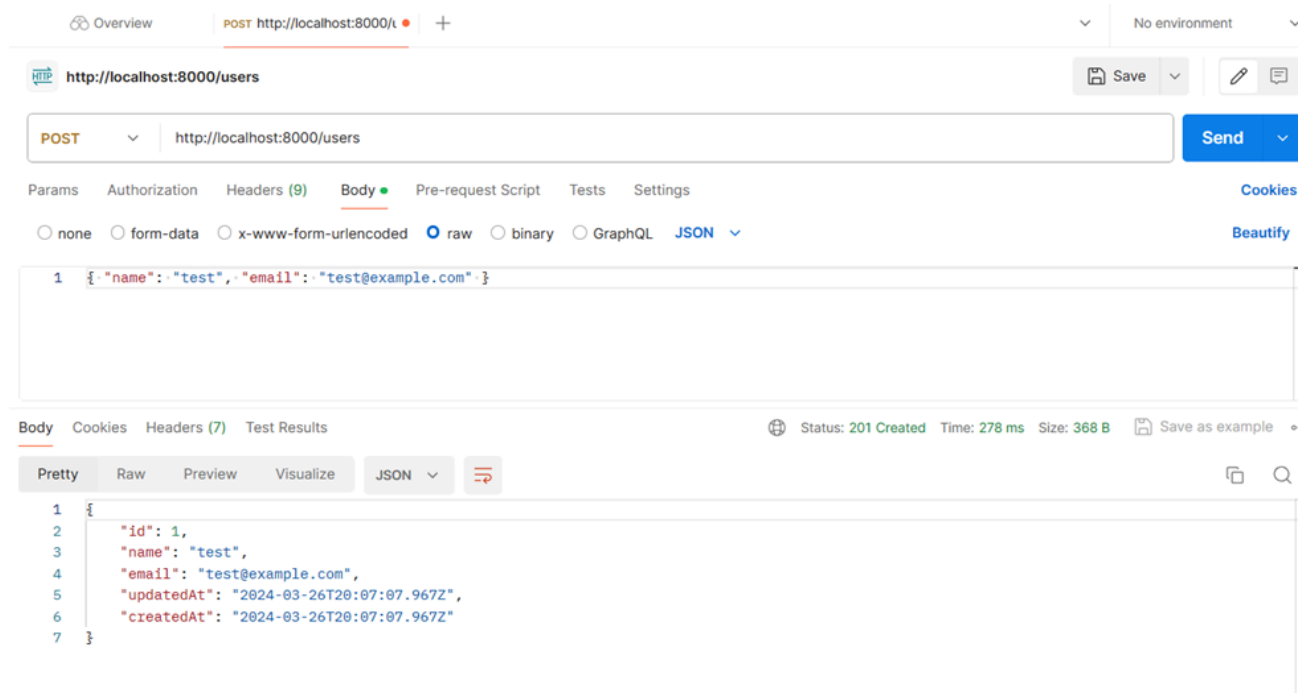 Overview POST http://localhost:8000/u No environment
HTTP http://localhost:8000/users Save
POST http://localhost:8000/users Send
Params Authorization Headers (9) Body Pre-request Script Tests Settings Cookies
none form-data x-www-form-urlencoded raw binary GraphQL JSON Beautify
1 { "name": "test", "email": "test@example.com" }
Body Cookies Headers (7) Test Results Status: 201 Created Time: 278 ms Size: 368 B Save as example
Pretty Raw Preview Visualize JSON
1 {
2 "id": 1,
3 "name": "test",
4 "email": "test@example.com",
5 "updatedAt": "2024-03-26T20:07:07.967Z",
6 "createdAt": "2024-03-26T20:07:07.967Z"
7 }